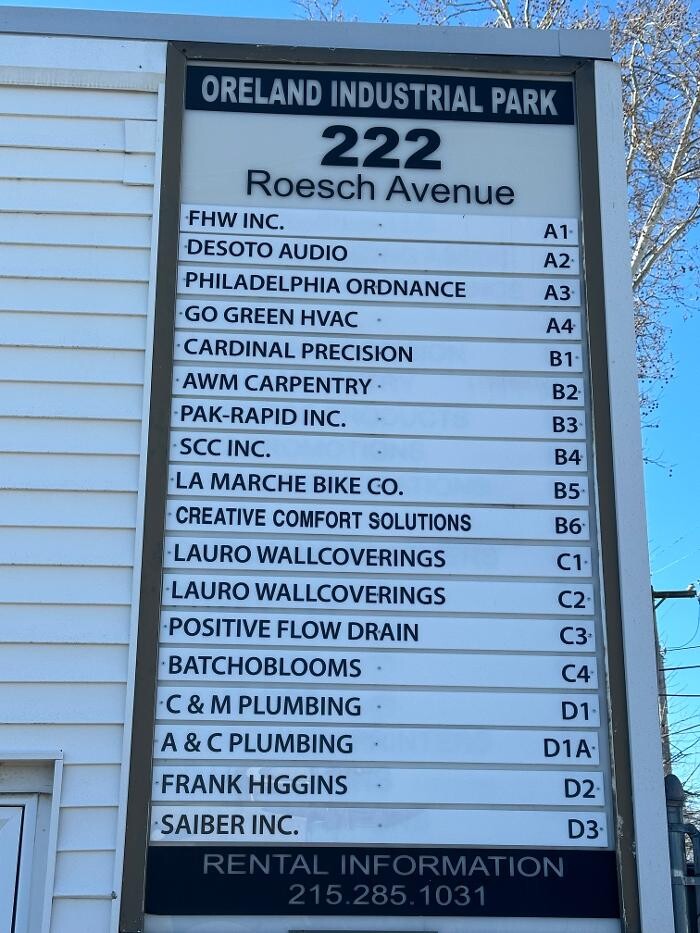 ORELAND INDUSTRIAL PARK
222
Roesch Avenue
FHW INC. A1
DESOTO AUDIO A2
PHILADELPHIA ORDNANCE A3
GO GREEN HVAC A4
CARDINAL PRECISION B1
AWM CARPENTRY B2
PAK-RAPID INC. B3
SCC INC. B4
LA MARCHE BIKE CO. B5
CREATIVE COMFORT SOLUTIONS B6
LAURO WALLCOVERINGS C1
LAURO WALLCOVERINGS C2
POSITIVE FLOW DRAIN C3
BATCHOBLOOMS C4
C & M PLUMBING D1
A & C PLUMBING D1A
FRANK HIGGINS D2
SAIBER INC. D3
RENTAL INFORMATION
215.285.1031